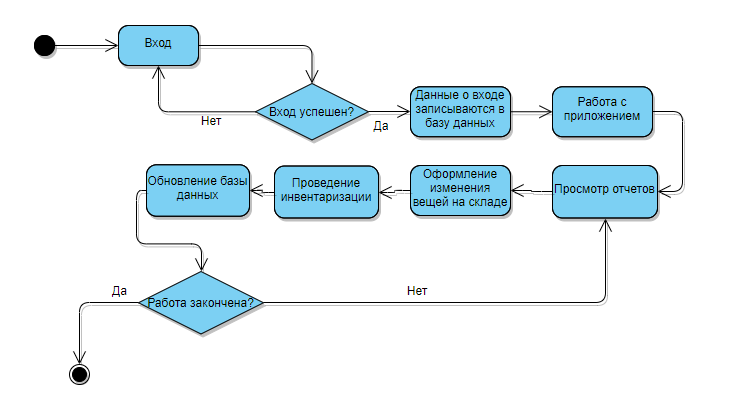 Вход
Вход успешен?
Нет
Да
Данные о входе
записываются в
базу данных
Работа с
приложением
Просмотр отчетов
Оформление
изменения
вещей на складе
Проведение
инвентаризации
Обновление базы
данных
Работа закончена?
Да
Нет